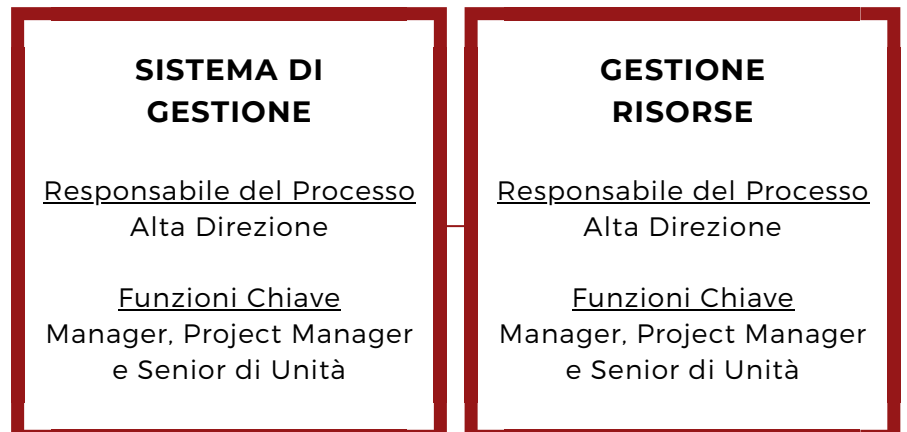 SISTEMA DI
GESTIONE
Responsabile del Processo
Alta Direzione
Funzioni Chiave
Manager, Project Manager
e Senior di Unità
GESTIONE
RISORSE
Responsabile del Processo
Alta Direzione
Funzioni Chiave
Manager, Project Manager
e Senior di Unità